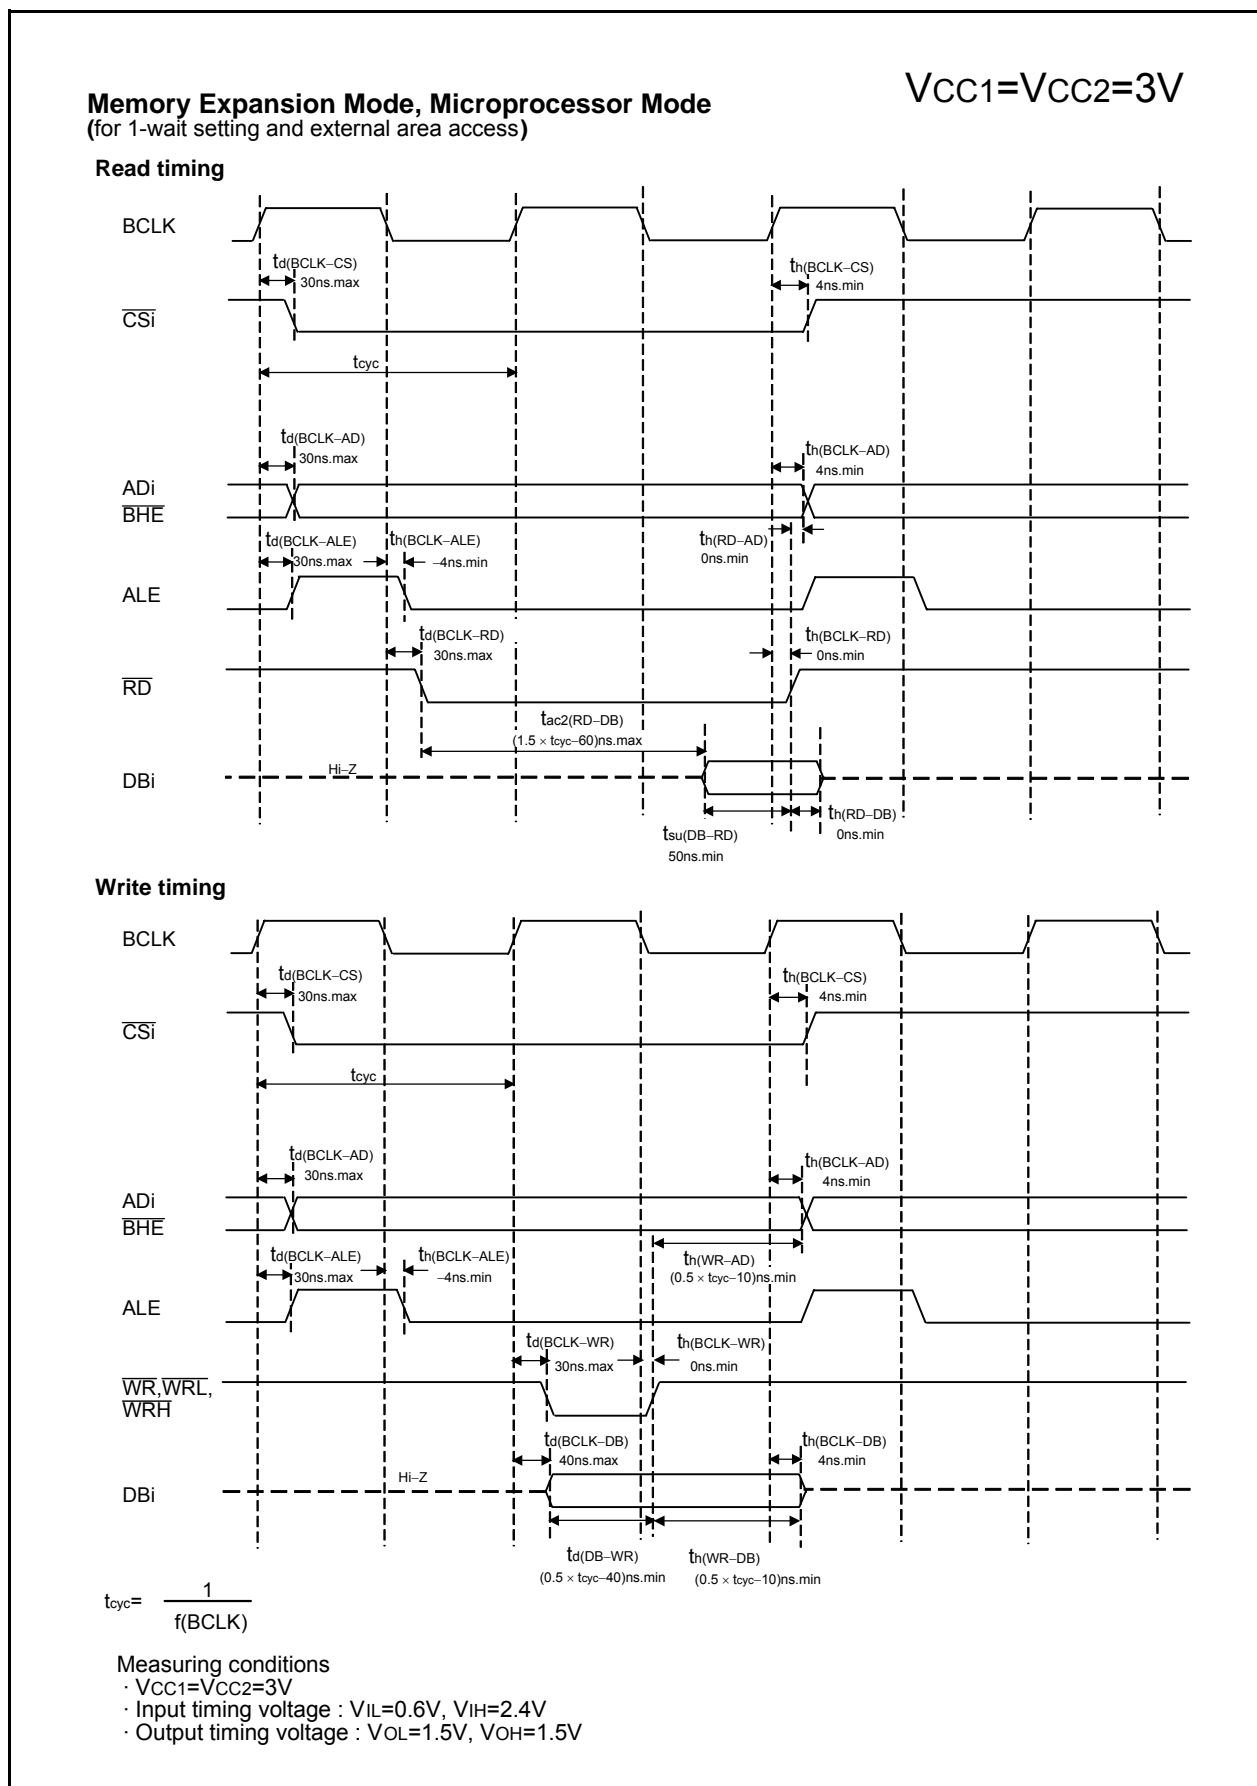 VCC1=VCC2=3V
Memory Expansion Mode, Microprocessor Mode
(for 1-wait setting and external area access)
Read timing
BCLK
td(BCLK–CS)
30ns.max
th(BCLK–CS)
4ns.min
CSi
tcyc
td(BCLK–AD)
30ns.max
th(BCLK–AD)
4ns.min
ADi
BHE
td(BCLK–ALE)
30ns.max
th(BCLK–ALE)
–4ns.min
th(RD–AD)
0ns.min
ALE
td(BCLK–RD)
30ns.max
th(BCLK–RD)
0ns.min
RD
tac2(RD–DB)
(1.5 × tcyc–60)ns.max
Hi–Z
DBi
tsu(DB–RD)
50ns.min
th(RD–DB)
0ns.min
Write timing
BCLK
td(BCLK–CS)
30ns.max
th(BCLK–CS)
4ns.min
CSi
tcyc
td(BCLK–AD)
30ns.max
th(BCLK–AD)
4ns.min
ADi
BHE
td(BCLK–ALE)
30ns.max
th(BCLK–ALE)
–4ns.min
th(WR–AD)
(0.5 × tcyc–10)ns.min
ALE
td(BCLK–WR)
30ns.max
th(BCLK–WR)
0ns.min
WR,WRL,
WRH
td(BCLK–DB)
40ns.max
th(BCLK–DB)
4ns.min
Hi–Z
DBi
td(DB–WR)
(0.5 × tcyc–40)ns.min
th(WR–DB)
(0.5 × tcyc–10)ns.min
tcyc= 1
f(BCLK)
Measuring conditions
· VCC1=VCC2=3V
· Input timing voltage : VIL=0.6V, VIH=2.4V
· Output timing voltage : VOL=1.5V, VOH=1.5V